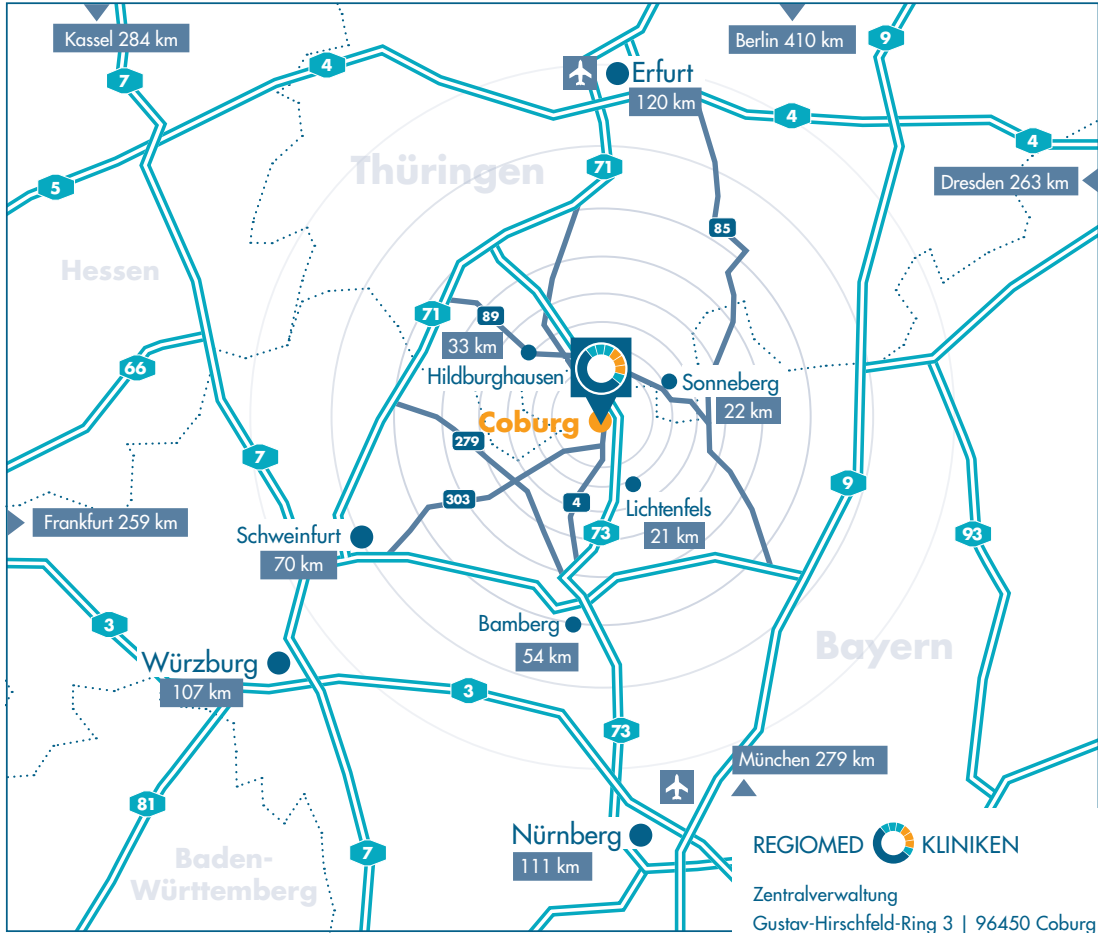 Kassel 284 km
Berlin 410 km
9
7
4
Erfurt
120 km
4
4
71
Thüringen
5
Dresden 263 km
85
Hessen
71
89
33 km
Hildburghausen
66
Sonneberg
22 km
Coburg
279
7
9
303
4
Lichtenfels
21 km
Frankfurt 259 km
Schweinfurt
70 km
73
93
3
Bamberg
54 km
Bayern
Würzburg
107 km
3
73
München 279 km
81
Nürnberg
111 km
7
Baden-
Württemberg
REGIOMED KLINIKEN
Zentralverwaltung
Gustav-Hirschfeld-Ring 3 | 96450 Coburg